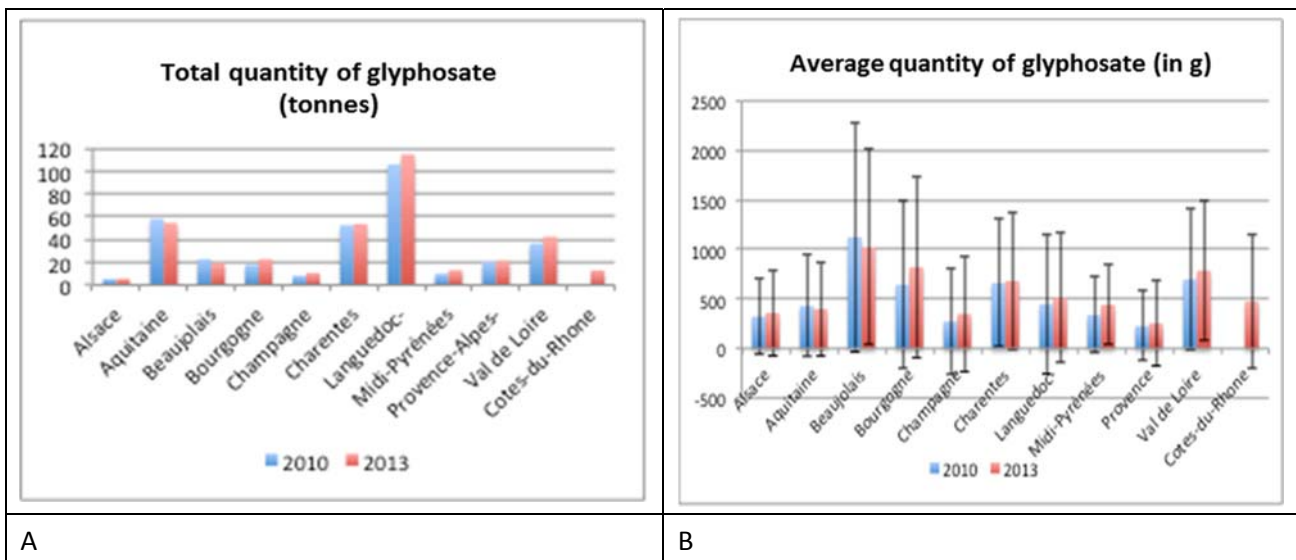 Total quantity of glyphosate
(tonnes)
120
100
80
60
40
20
0
Alsace
Aquitaine
Beaujolais
Bourgogne
Champagne
Charentes
Languedoc-
Midi-Pyrénées
Provence-Alpes-
Val de Loire
Cotes-du-Rhone
2010 2013
A
Average quantity of glyphosate (in g)
2500
2000
1500
1000
500
0
-500
Alsace
Aquitaine
Beaujolais
Bourgogne
Champagne
Charentes
Languedoc
Midi-Pyrénées
Provence
Val de Loire
Cotes-du-Rhone
2010 2013
B